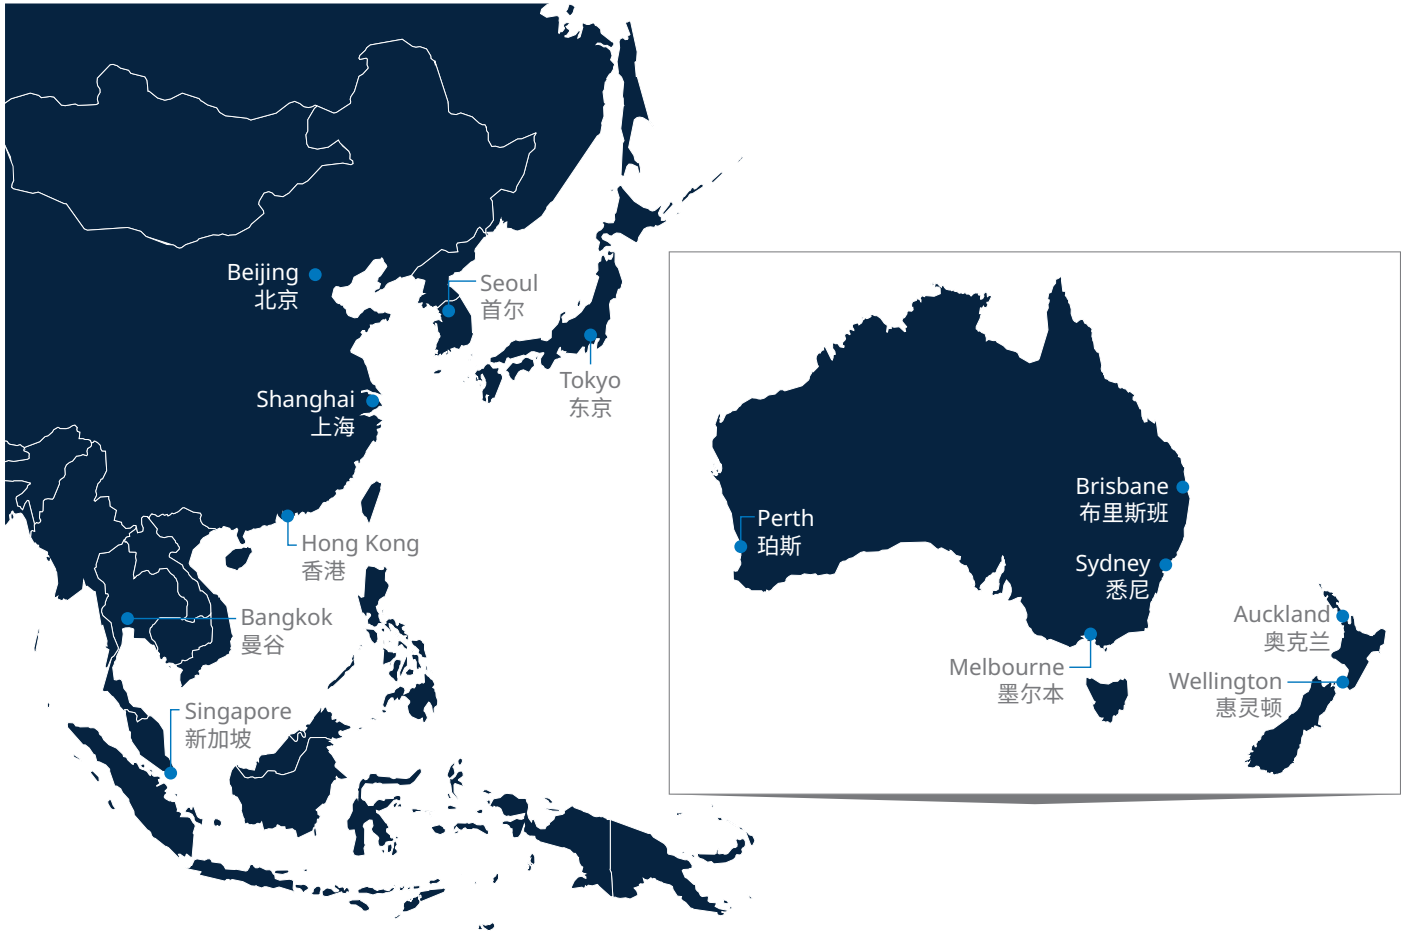 Beijing
北京
Seoul
首尔
Tokyo
东京
Shanghai
上海
Hong Kong
香港
Bangkok
曼谷
Singapore
新加坡
Brisbane
布里斯班
Perth
珀斯
Sydney
悉尼
Melbourne
墨尔本
Auckland
奥克兰
Wellington
惠灵顿